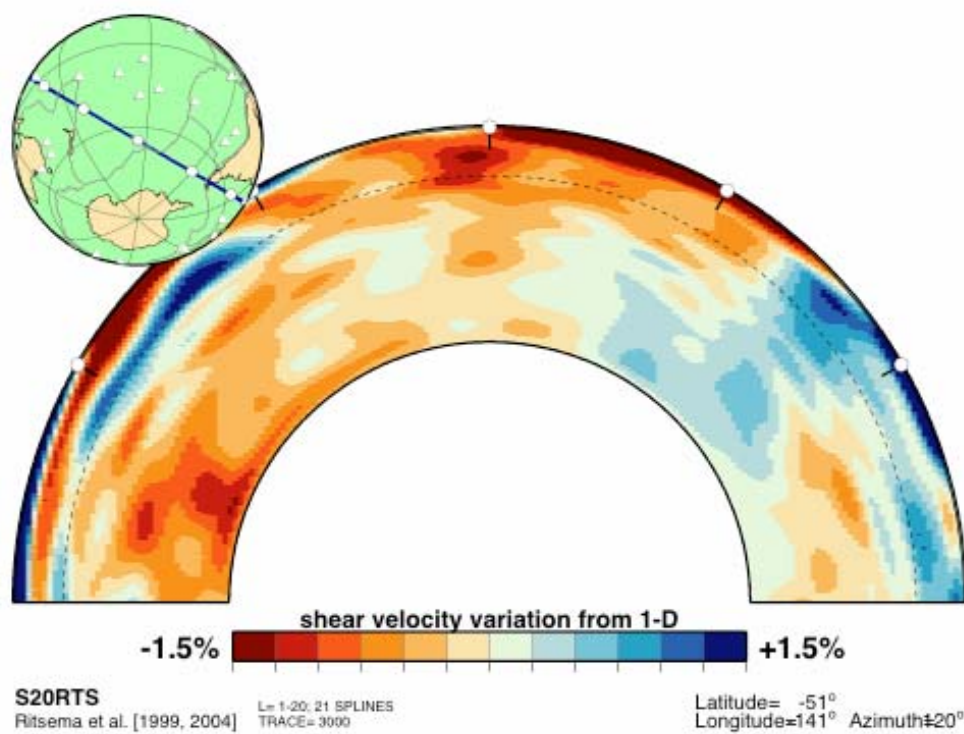 shear velocity variation from 1-D
-1.5% +1.5%
S20RTS
Ritsema et al. [1999, 2004]
L= 1-20; 21 SPLINES
TRACE= 3000
Latitude= -51°
Longitude=-141° Azimuth=120°